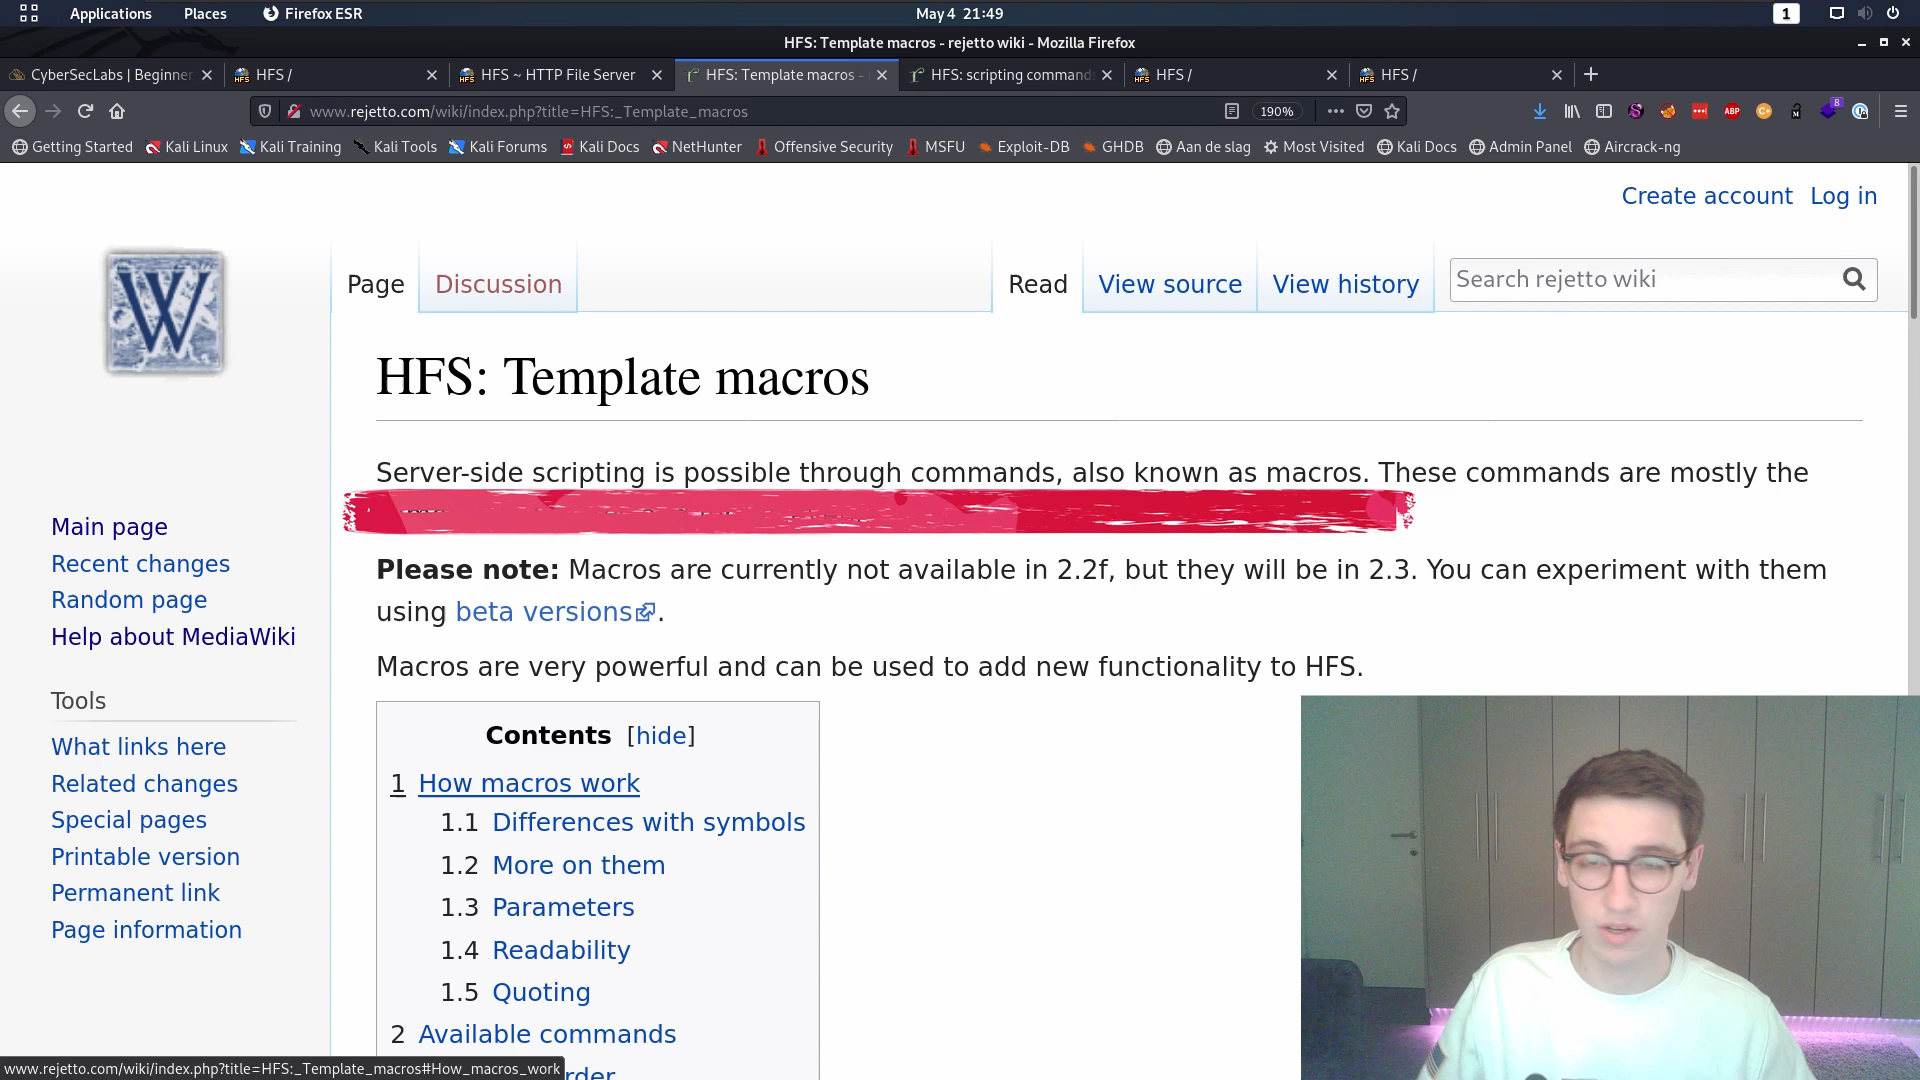 Applications Places Firefox ESR May 4 21:49 1
HFS: Template macros - rejetto wiki - Mozilla Firefox
CyberSecLabs | Beginner HFS / HFS ~ HTTP File Server HFS: Template macros - HFS: scripting commands HFS / HFS /
www.rejetto.com/wiki/index.php?title=HFS:_Template_macros 190% ABP 8
Getting Started Kali Linux Kali Training Kali Tools Kali Forums Kali Docs NetHunter Offensive Security MSFU Exploit-DB GHDB Aan de slag Most Visited Kali Docs Admin Panel Aircrack-ng
Create account Log in
Page Discussion Read View source View history Search rejetto wiki
W
HFS: Template macros
Server-side scripting is possible through commands, also known as macros. These commands are mostly the
Please note: Macros are currently not available in 2.2f, but they will be in 2.3. You can experiment with them
using beta versions.
Macros are very powerful and can be used to add new functionality to HFS.
Main page
Recent changes
Random page
Help about MediaWiki
Tools
What links here
Related changes
Special pages
Printable version
Permanent link
Page information
Contents [hide]
1 How macros work
1.1 Differences with symbols
1.2 More on them
1.3 Parameters
1.4 Readability
1.5 Quoting
2 Available commands
www.rejetto.com/wiki/index.php?title=HFS:_Template_macros#How_macros_work